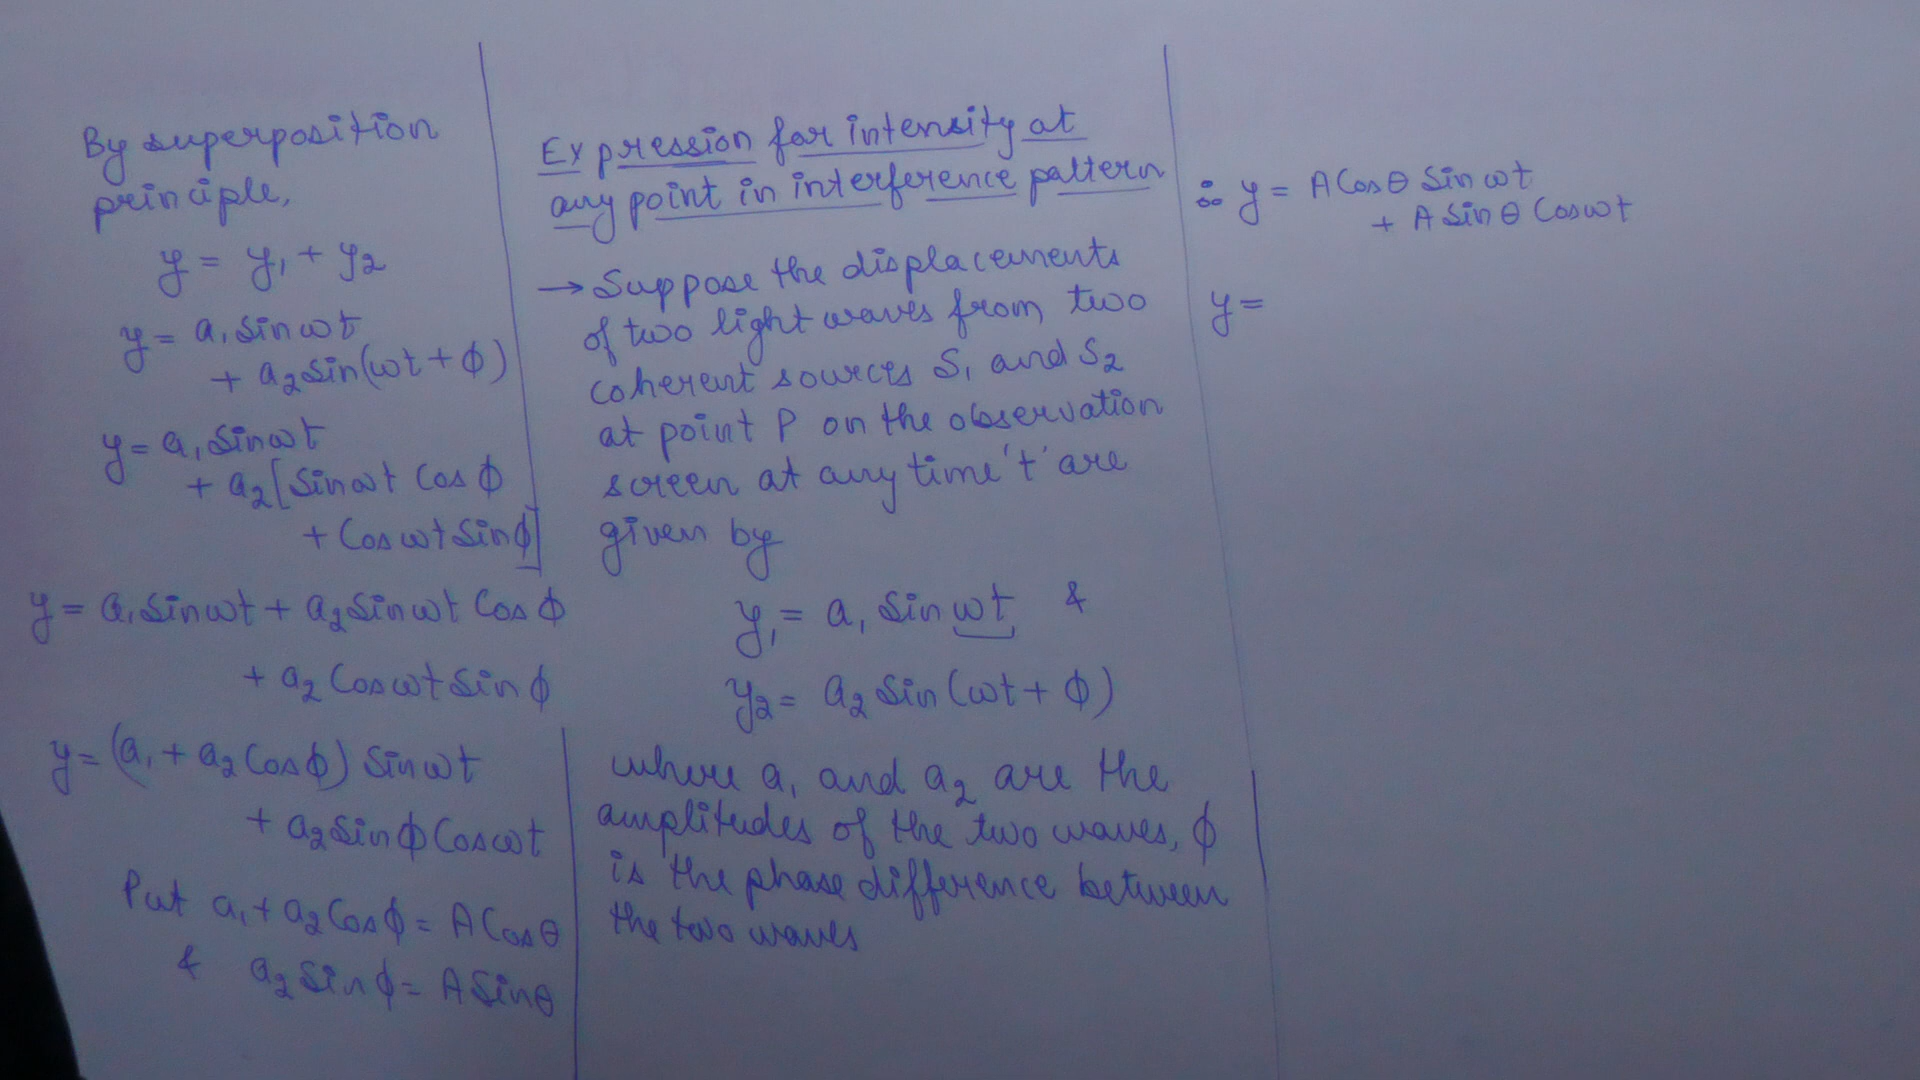 Expression for intensity at
any point in interference pattern
→ Suppose the displacements
of two light waves from two
coherent sources S₁ and S₂
at point P on the observation
screen at any time 't' are
given by
y₁ = a₁ Sin ωt &
y₂ = a₂ Sin (ωt + ϕ)
where a₁ and a₂ are the
amplitudes of the two waves, ϕ
is the phase difference between
the two waves
By superposition
principle,
y = y₁ + y₂
y = a₁ Sin ωt
+ a₂ Sin(ωt + ϕ)
y = a₁ Sin ωt
+ a₂ [Sin ωt Cos ϕ
+ Cos ωt Sin ϕ]
y = a₁ Sin ωt + a₂ Sin ωt Cos ϕ
+ a₂ Cos ωt Sin ϕ
y = (a₁ + a₂ Cos ϕ) Sin ωt
+ a₂ Sin ϕ Cos ωt
Put a₁ + a₂ Cos ϕ = A Cos θ
& a₂ Sin ϕ = A Sin θ
∴ y = A Cos θ Sin ωt
+ A Sin θ Cos ωt
y =